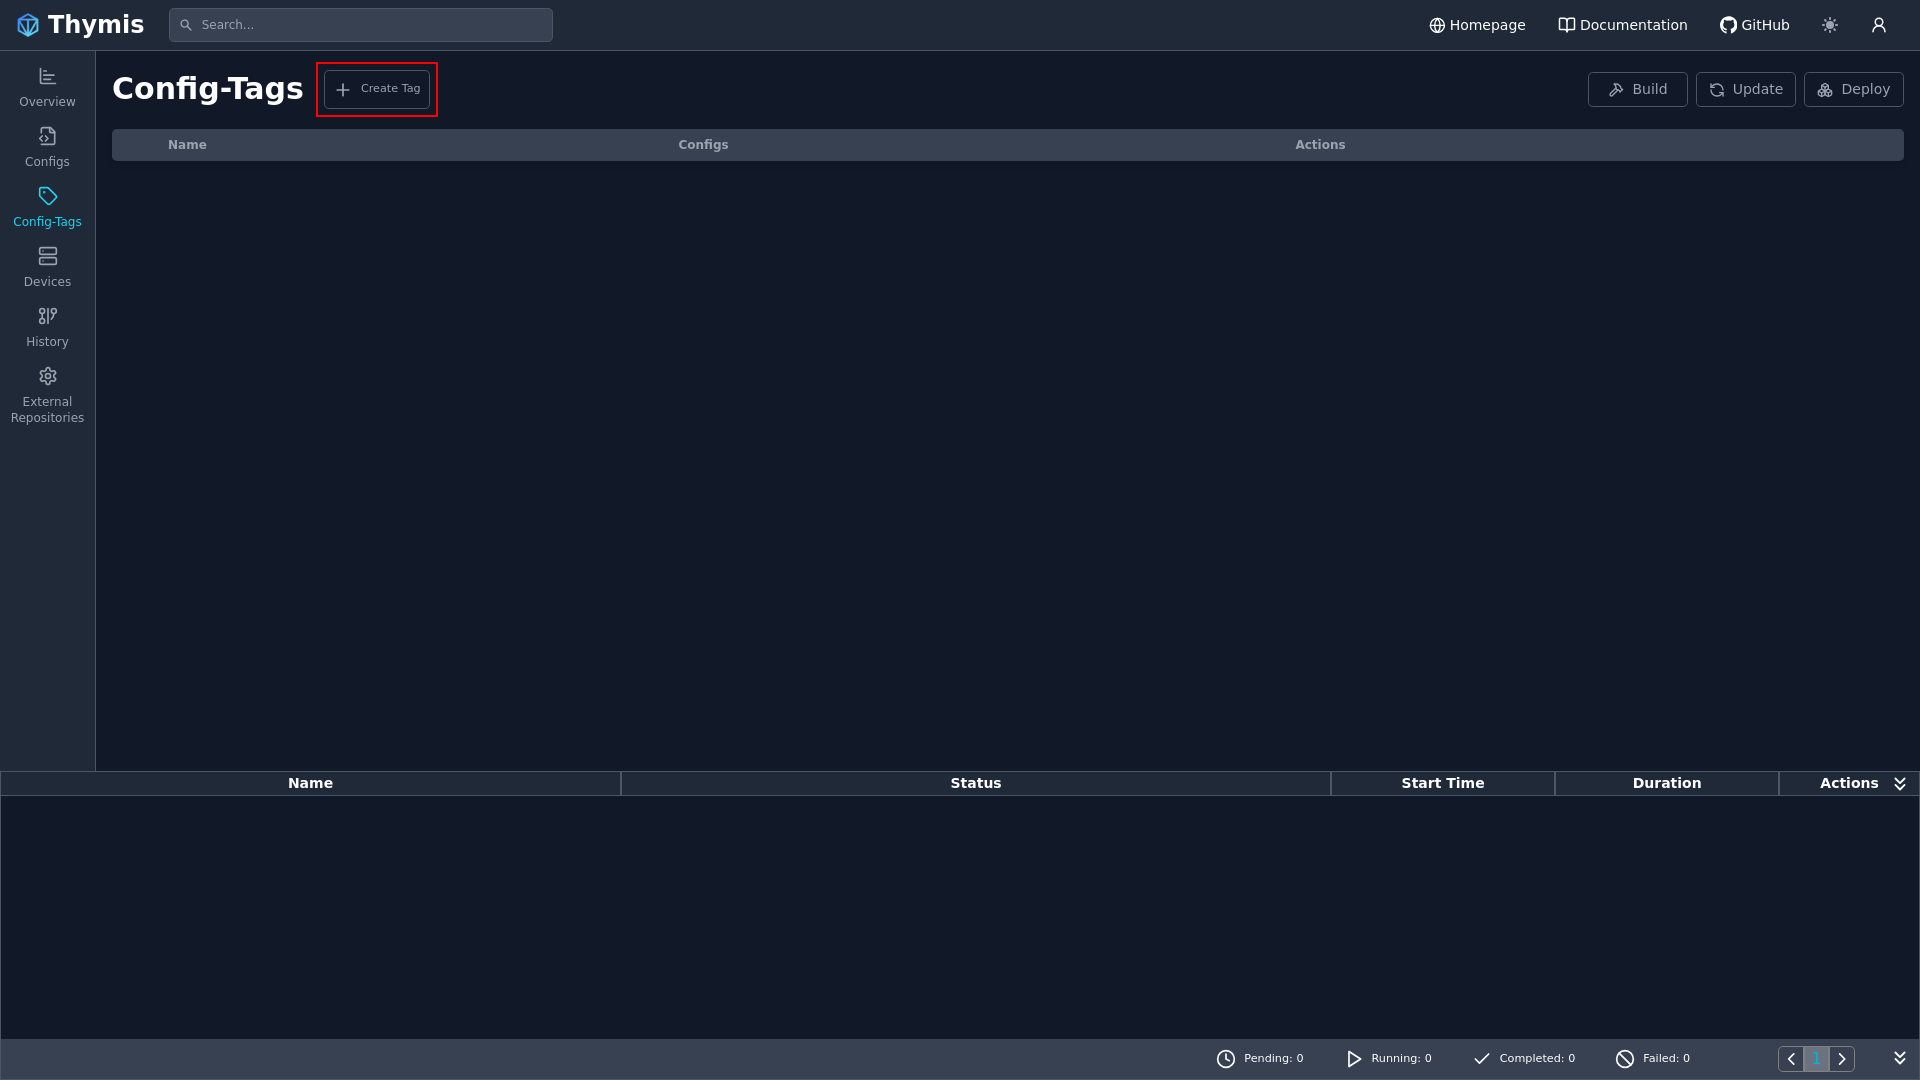 Thymis
Search...
Homepage
Documentation
GitHub
Overview
Configs
Config-Tags
Devices
History
External
Repositories
Config-Tags
Create Tag
Build
Update
Deploy
Name Configs Actions
Name Status Start Time Duration Actions
Pending: 0
Running: 0
Completed: 0
Failed: 0
1